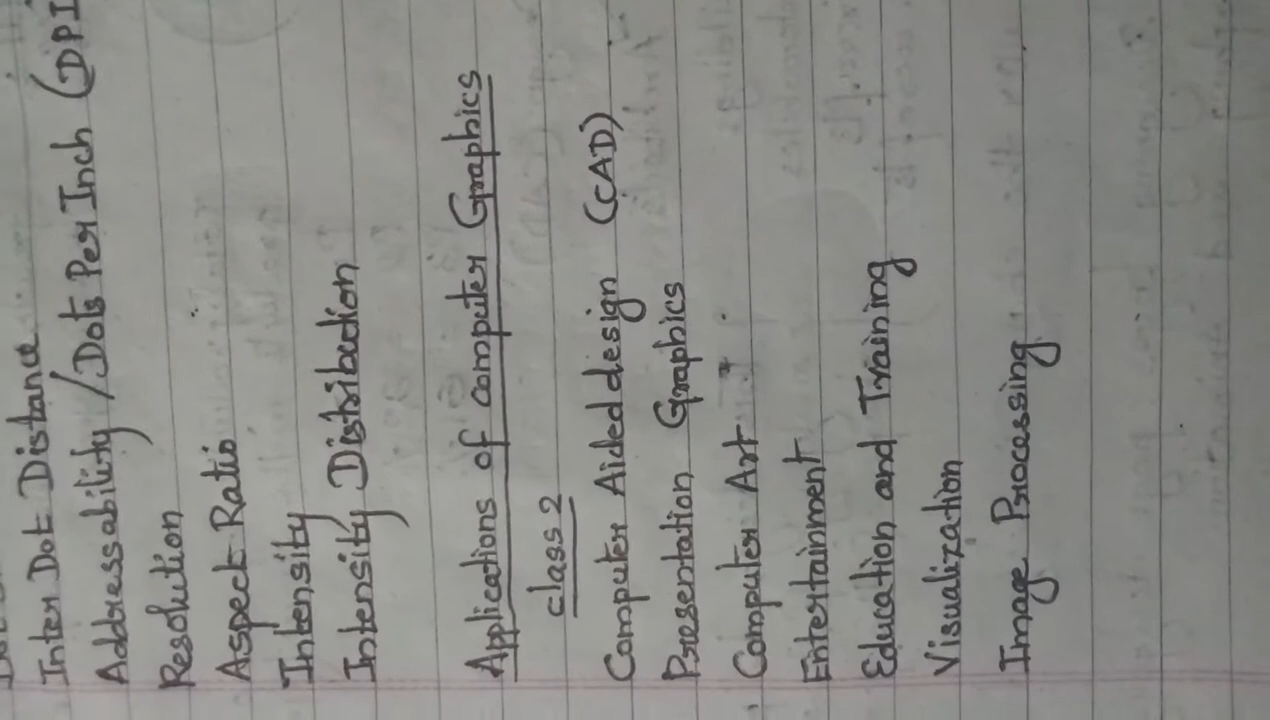 Inter Dot Distance
Addressability/Dots Per Inch (DPI
Resolution
Aspect Ratio
Intensity
Intensity Distribution
Applications of computer Graphics
class 2
Computer Aided design (CAD)
Presentation Graphics
Computer Art
Entertainment
Education and Training
Visualization
Image Processing